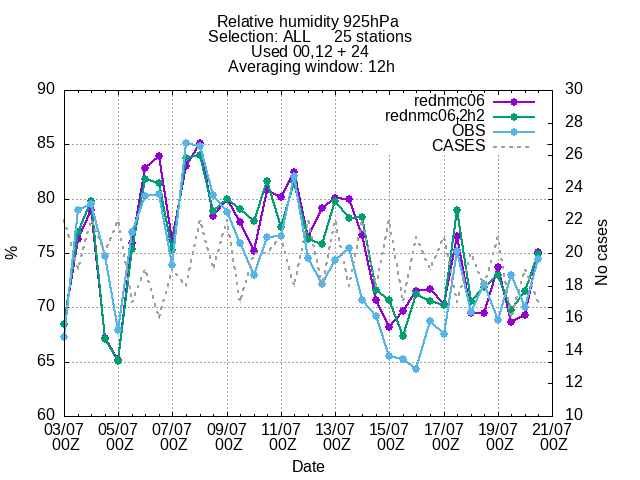 Relative humidity 925hPa
Selection: ALL 25 stations
Used 00,12 + 24
Averaging window: 12h
90
85
80
75
70
65
60
%
30
28
26
24
22
20
18
16
14
12
10
No cases
rednmc06
rednmc06.2h2
OBS
CASES
03/07 05/07 07/07 09/07 11/07 13/07 15/07 17/07 19/07 21/07
00Z 00Z 00Z 00Z 00Z 00Z 00Z 00Z 00Z 00Z
Date